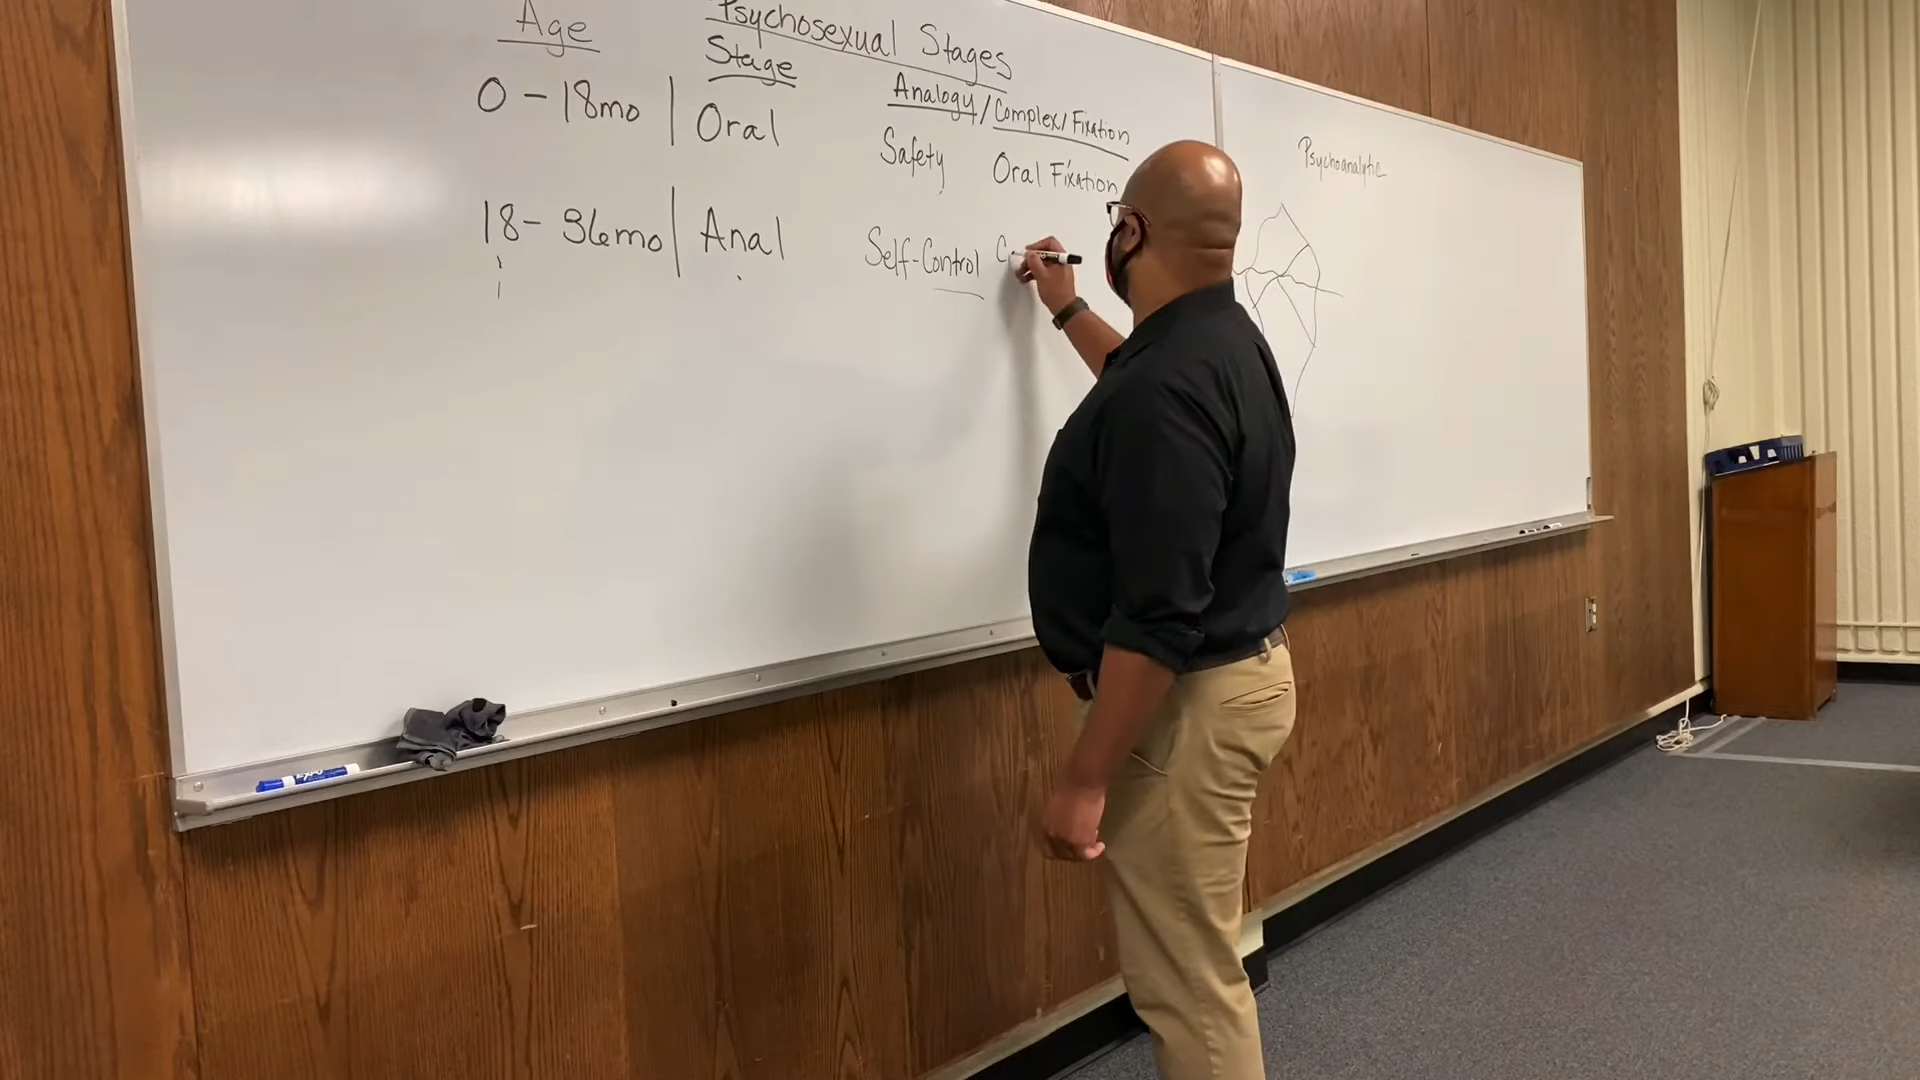 Age
Psychosexual Stages
Stage
Analogy/Complex/Fixation
0-18mo | Oral
Safety Oral Fixation
18-36mo | Anal
Self-Control C
Psychoanalytic
EXPO